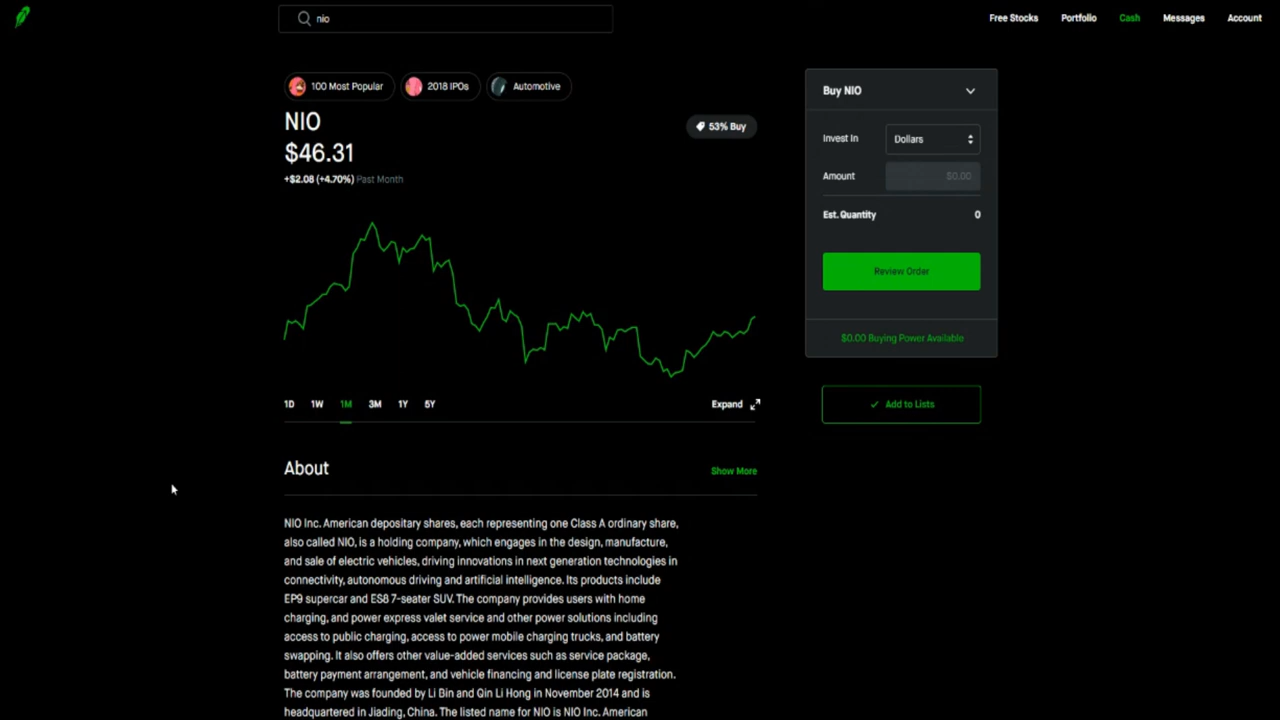 nio
Free Stocks
Portfolio
Cash
Messages
Account
100 Most Popular
2018 IPOs
Automotive
NIO
$46.31
+$2.08 (+4.70%) Past Month
53% Buy
Buy NIO
Invest In
Dollars
Amount
$0.00
Est. Quantity
0
Review Order
$0.00 Buying Power Available
Add to Lists
1D
1W
1M
3M
1Y
5Y
Expand
About
Show More
NIO Inc. American depositary shares, each representing one Class A ordinary share,
also called NIO, is a holding company, which engages in the design, manufacture,
and sale of electric vehicles, driving innovations in next generation technologies in
connectivity, autonomous driving and artificial intelligence. Its products include
EP9 supercar and ES8 7-seater SUV. The company provides users with home
charging, and power express valet service and other power solutions including
access to public charging, access to power mobile charging trucks, and battery
swapping. It also offers other value-added services such as service package,
battery payment arrangement, and vehicle financing and license plate registration.
The company was founded by Li Bin and Qin Li Hong in November 2014 and is
headquartered in Jiading, China. The listed name for NIO is NIO Inc. American